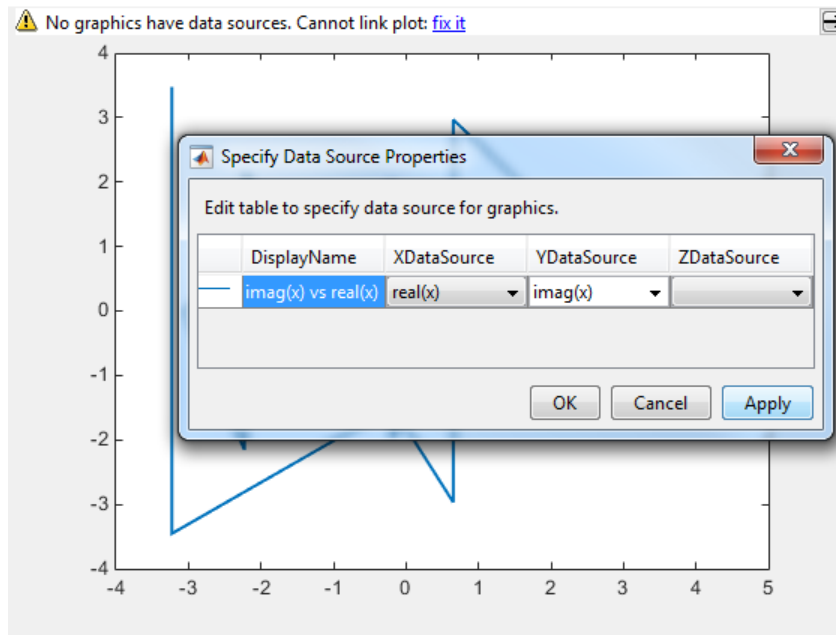 No graphics have data sources. Cannot link plot: fix it
4
3
2
1
0
-1
-2
-3
-4
Specify Data Source Properties
Edit table to specify data source for graphics.
DisplayName XDataSource YDataSource ZDataSource
imag(x) vs real(x) real(x) imag(x)
OK Cancel Apply
-4 -3 -2 -1 0 1 2 3 4 5